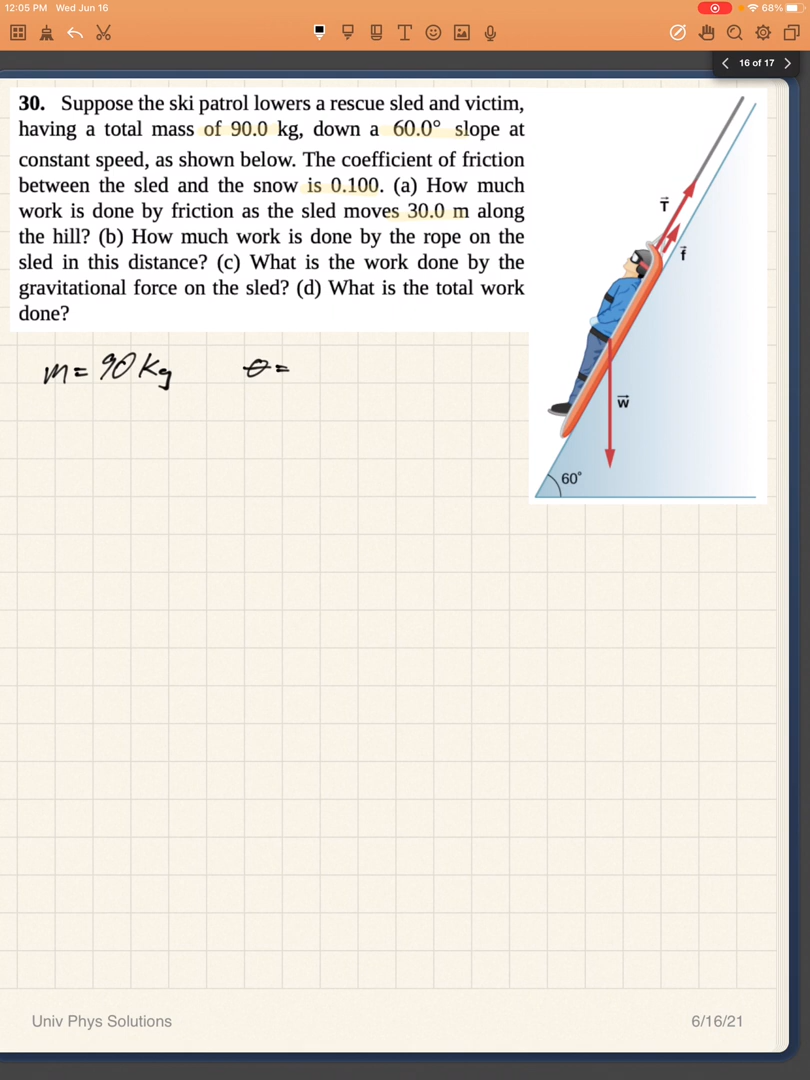 12:05 PM Wed Jun 16
68%
16 of 17
30. Suppose the ski patrol lowers a rescue sled and victim,
having a total mass of 90.0 kg, down a 60.0° slope at
constant speed, as shown below. The coefficient of friction
between the sled and the snow is 0.100. (a) How much
work is done by friction as the sled moves 30.0 m along
the hill? (b) How much work is done by the rope on the
sled in this distance? (c) What is the work done by the
gravitational force on the sled? (d) What is the total work
done?
T⃗
f⃗
w⃗
60°
m = 90 Kg θ =
Univ Phys Solutions 6/16/21